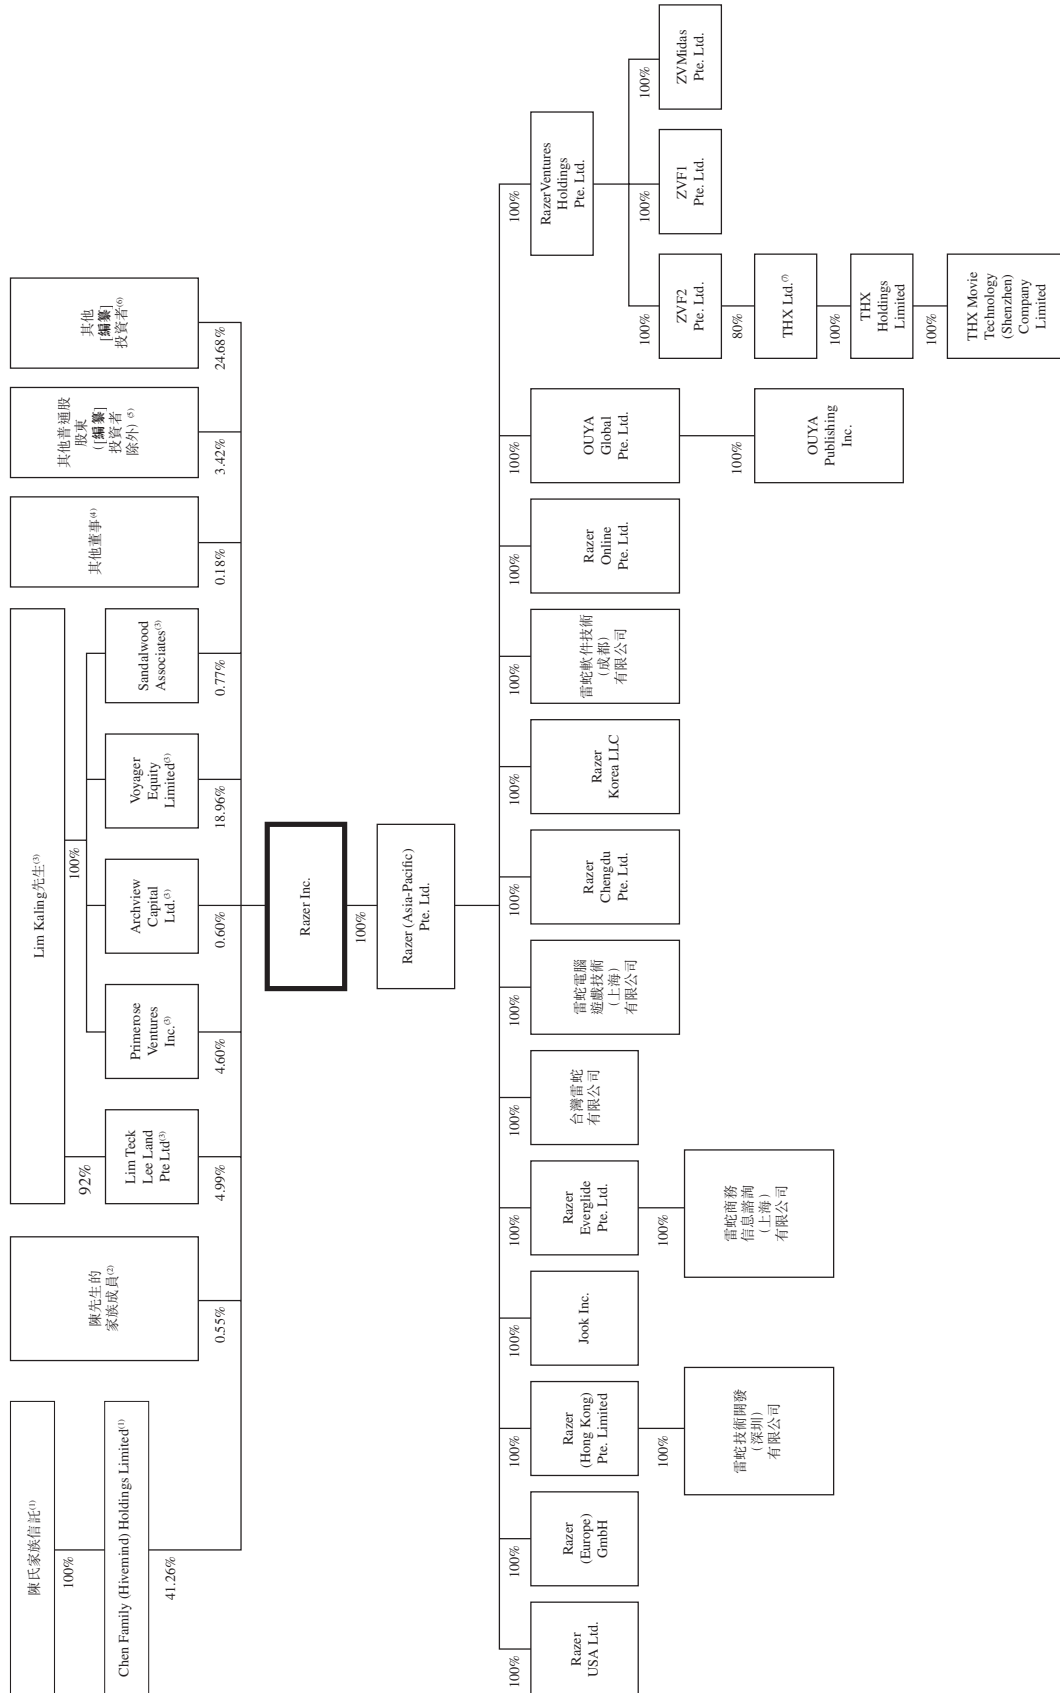 陳氏家族信託(1)
100%
Chen Family (Hivemind) Holdings Limited(1)
41.26%
陳先生的
家族成員(2)
0.55%
Lim Kaling先生(3)
92%
100%
Lim Teck
Lee Land
Pte Ltd(3)
4.99%
Primerose
Ventures
Inc.(3)
4.60%
Archview
Capital
Ltd.(3)
0.60%
Voyager
Equity
Limited(3)
18.96%
Sandalwood
Associates(3)
0.77%
其他董事(4)
0.18%
其他普通股
股東
([編纂]
投資者
除外) (5)
3.42%
其他
[編纂]
投資者(6)
24.68%
Razer Inc.
100%
Razer (Asia-Pacific)
Pte. Ltd.
100%
Razer
USA Ltd.
100%
Razer
(Europe)
GmbH
100%
Razer
(Hong Kong)
Pte. Limited
100%
雷蛇技術開發
(深圳)
有限公司
100%
Jook Inc.
100%
Razer
Everglide
Pte. Ltd.
100%
雷蛇商務
信息諮詢
(上海)
有限公司
100%
台灣雷蛇
有限公司
100%
雷蛇電腦
遊戲技術
(上海)
有限公司
100%
Razer
Chengdu
Pte. Ltd.
100%
Razer
Korea LLC
100%
雷蛇軟件技術
(成都)
有限公司
100%
Razer
Online
Pte. Ltd.
100%
OUYA
Global
Pte. Ltd.
100%
OUYA
Publishing
Inc.
100%
RazerVentures
Holdings
Pte. Ltd.
100%
ZVF2
Pte. Ltd.
80%
THX Ltd.(7)
100%
THX
Holdings
Limited
100%
THX Movie
Technology
(Shenzhen)
Company
Limited
100%
ZVF1
Pte. Ltd.
100%
ZVMidas
Pte. Ltd.